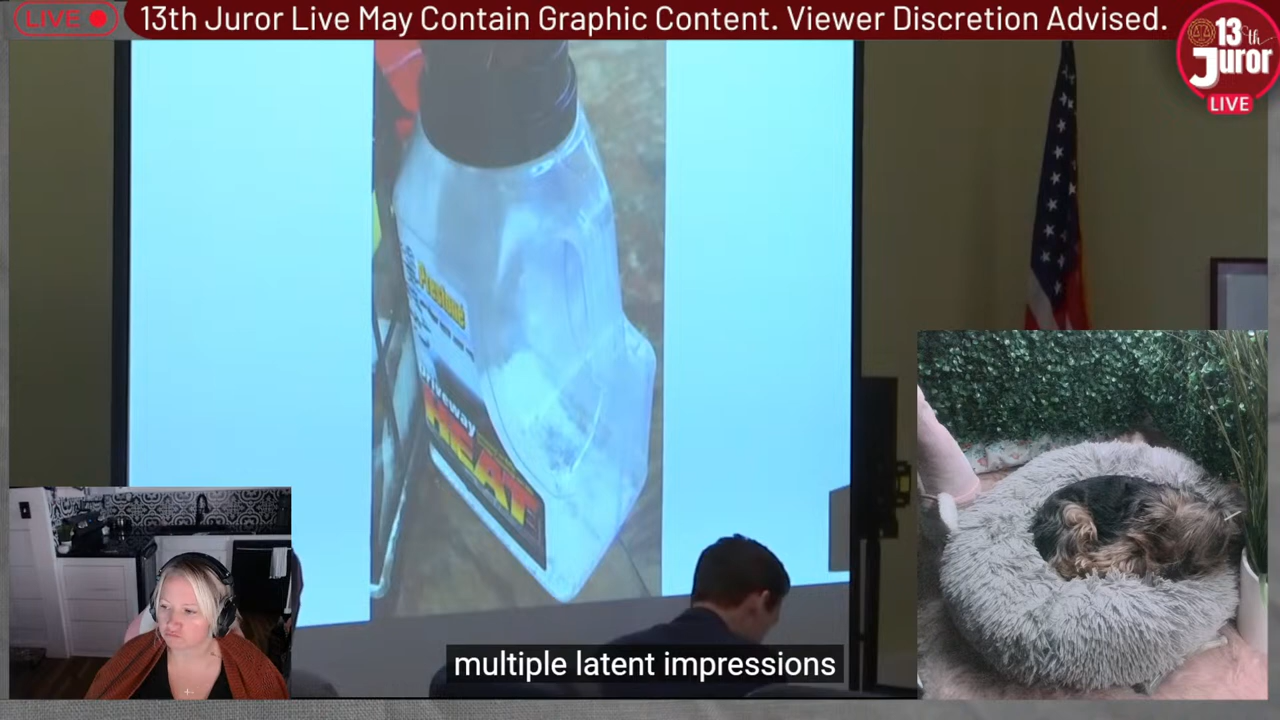 LIVE
13th Juror Live May Contain Graphic Content. Viewer Discretion Advised.
13th
Juror
LIVE
Prestone
Driveway
HEAT
multiple latent impressions